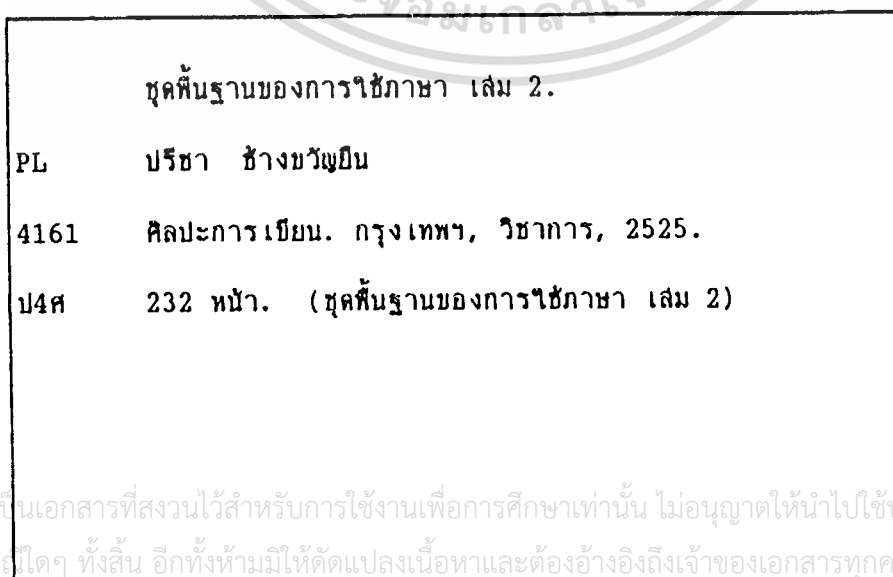 จอมเกล้าเจ
ชุดพื้นฐานของการใช้ภาษา เล่ม 2.
PL ปรีชา ช้างขวัญยืน
4161 ศิลปะการเขียน. กรุงเทพฯ, วิชาการ, 2525.
ป4ศ 232 หน้า. (ชุดพื้นฐานของการใช้ภาษา เล่ม 2)
ป็นเอกสารที่สงวนไว้สำหรับการใช้งานเพื่อการศึกษาเท่านั้น ไม่อนุญาตให้นำไปใช้
ณีใดๆ ทั้งสิ้น อีกทั้งห้ามมิให้ดัดแปลงเนื้อหาและต้องอ้างอิงถึงเจ้าของเอกสารทุกค